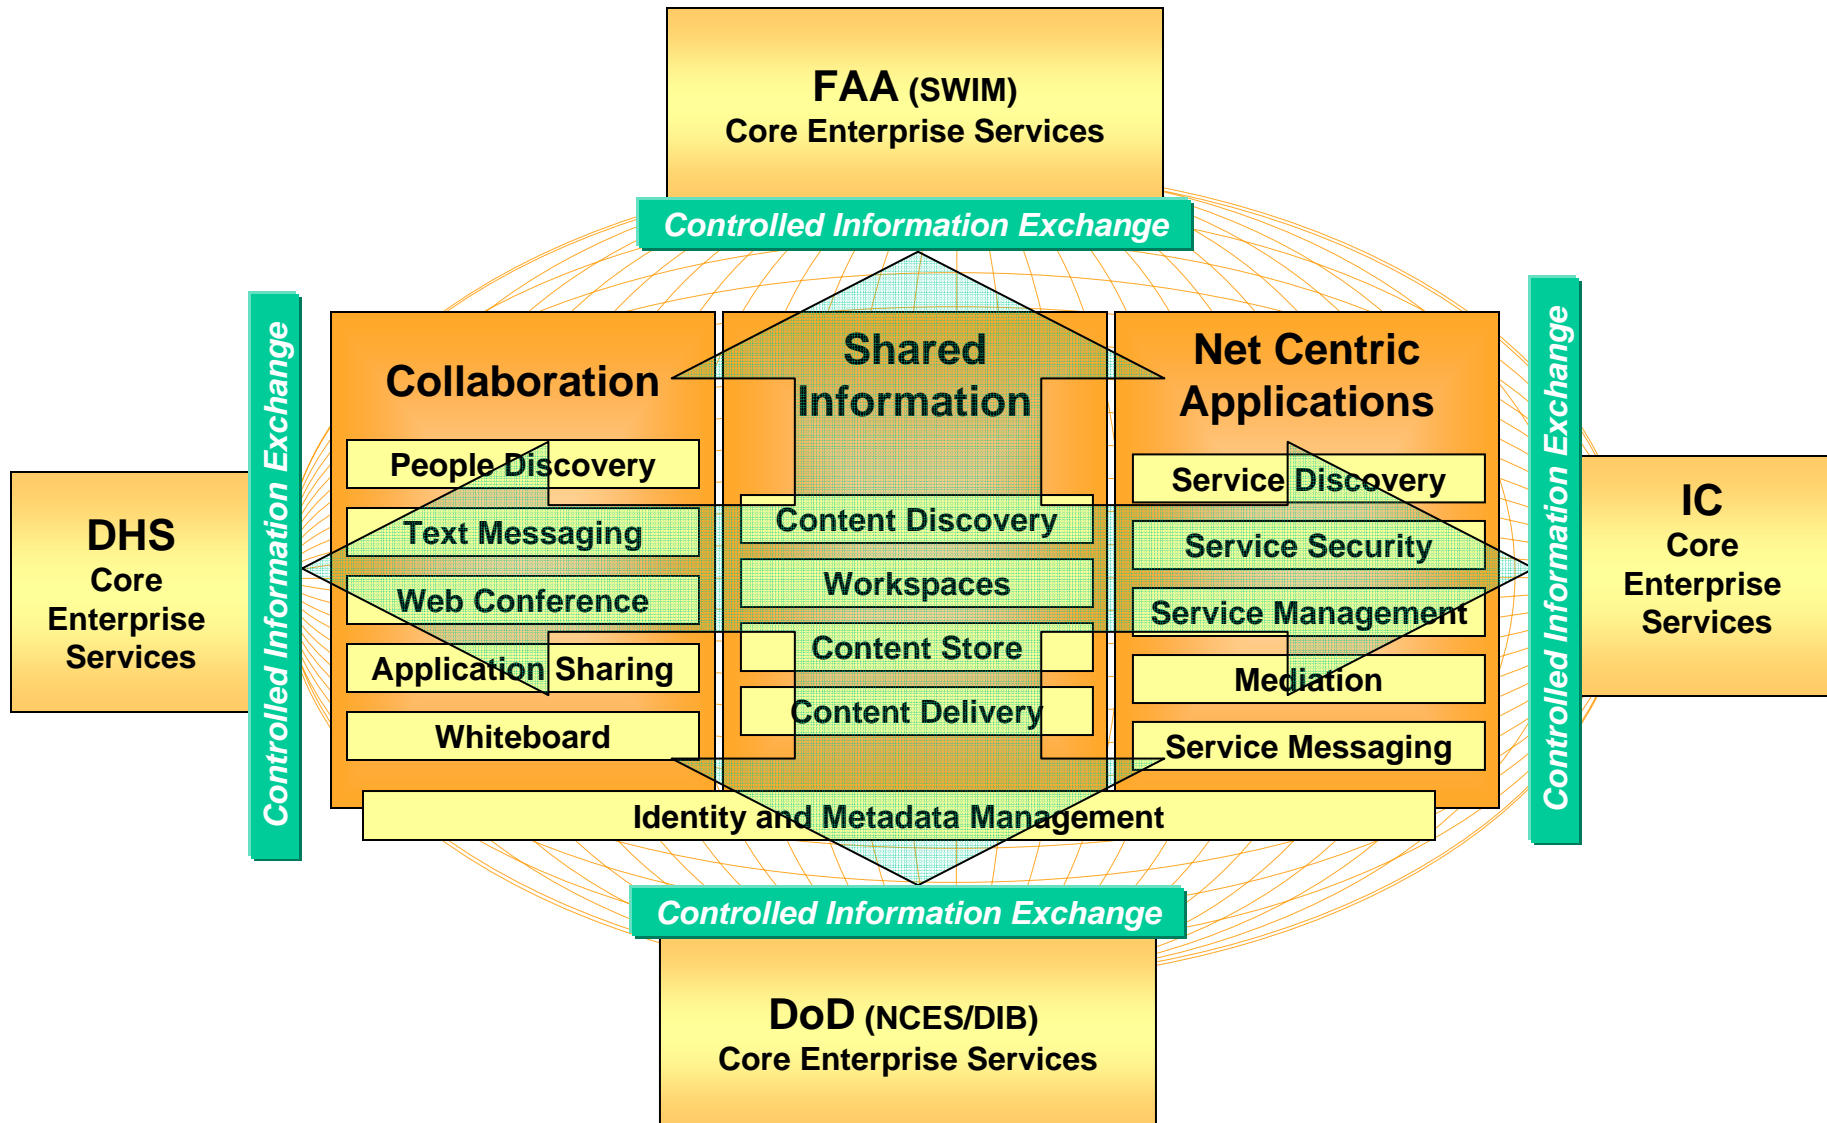 FAA (SWIM)
Core Enterprise Services
Controlled Information Exchange
DHS
Core
Enterprise
Services
Controlled Information Exchange
Collaboration
People Discovery
Text Messaging
Web Conference
Application Sharing
Whiteboard
Shared
Information
Content Discovery
Workspaces
Content Store
Content Delivery
Net Centric
Applications
Service Discovery
Service Security
Service Management
Mediation
Service Messaging
Identity and Metadata Management
Controlled Information Exchange
IC
Core
Enterprise
Services
Controlled Information Exchange
DoD (NCES/DIB)
Core Enterprise Services